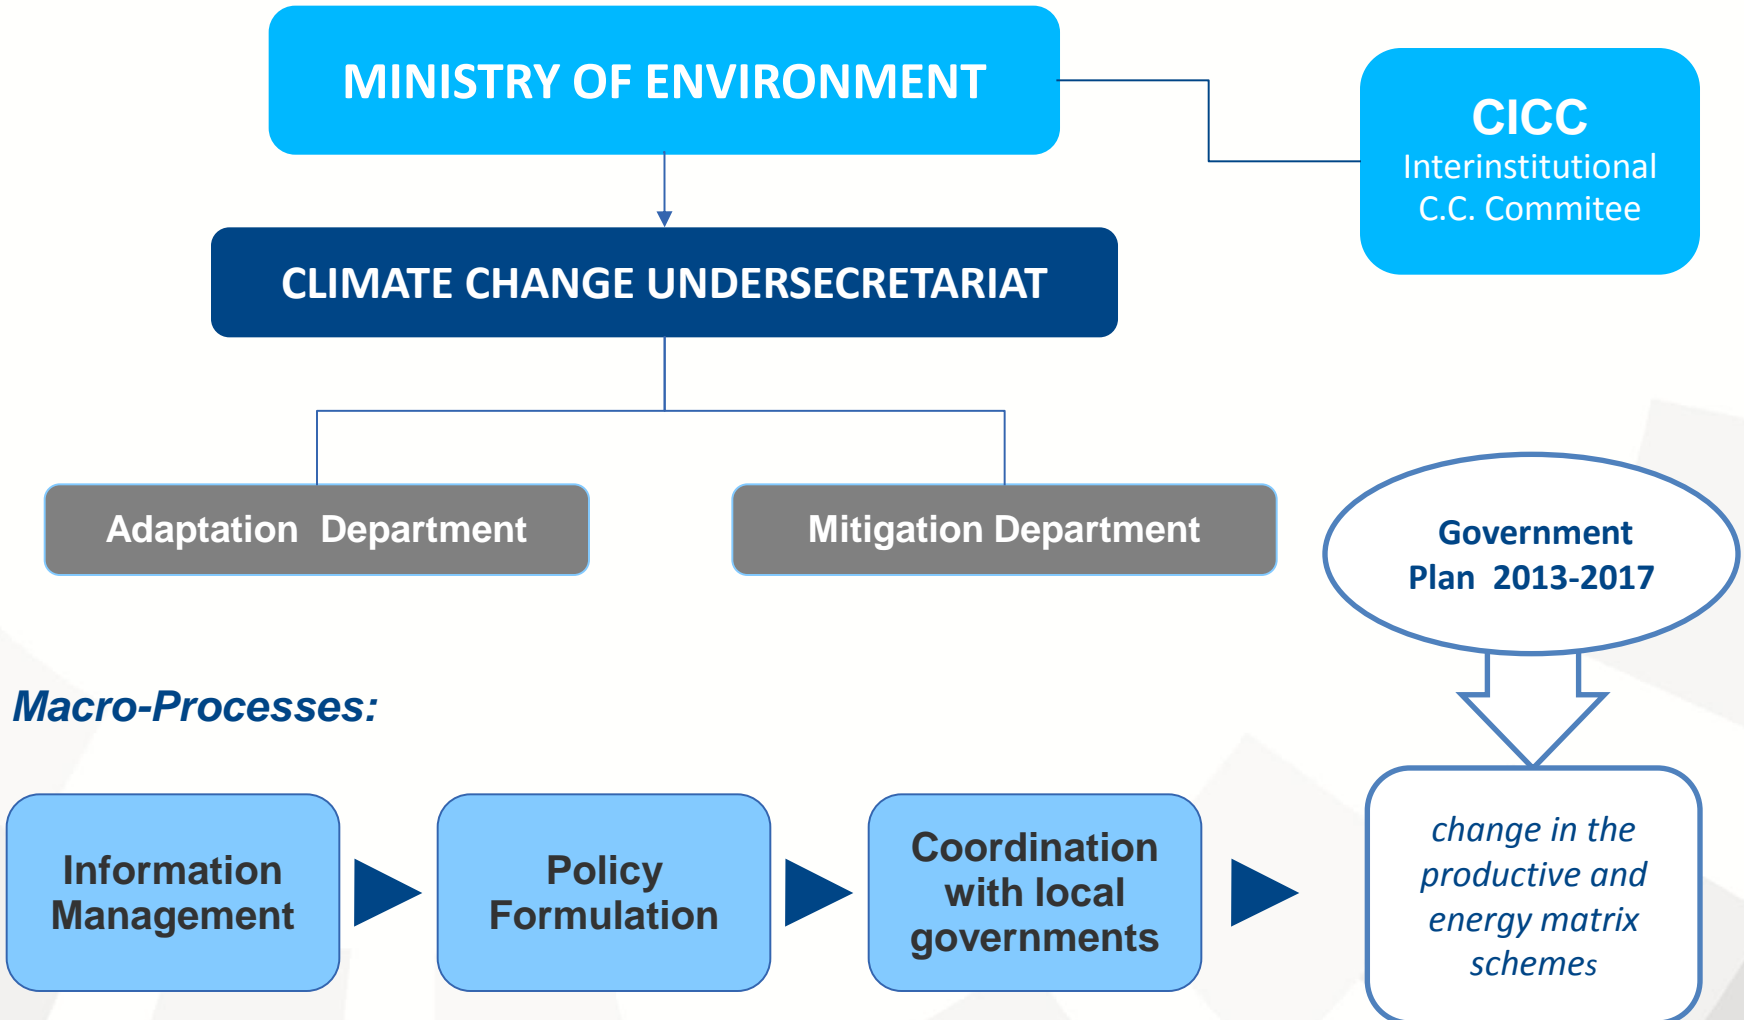 MINISTRY OF ENVIRONMENT
CICC
Interinstitutional
C.C. Commitee
CLIMATE CHANGE UNDERSECRETARIAT
Adaptation  Department
Mitigation Department
Government
Plan  2013-2017
Macro-Processes:
Information
Management
Policy
Formulation
Coordination
with local
governments
change in the
productive and
energy matrix
schemes